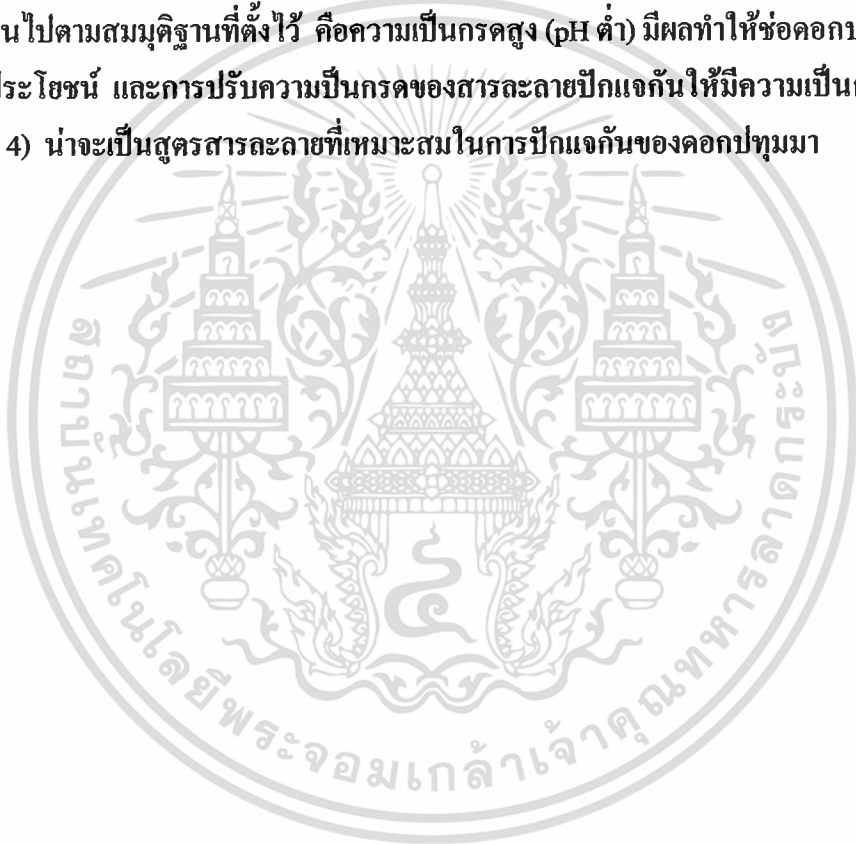 นไปตามสมมุติฐานที่ตั้งไว้ คือความเป็นกรดสูง (pH ต่ำ) มีผลทำให้ช่อดอกป
ประโยชน์ และการปรับความป็นกรดของสารละลายปักแจกันให้มีความเป็นก
4) น่าจะเป็นสูตรสารละลายที่เหมาะสมในการปักแจกันของดอกปทุมมา
สถาบันเทคโนโลยีพระจอมเกล้าเจ้าคุณทหารลาดกระบัง